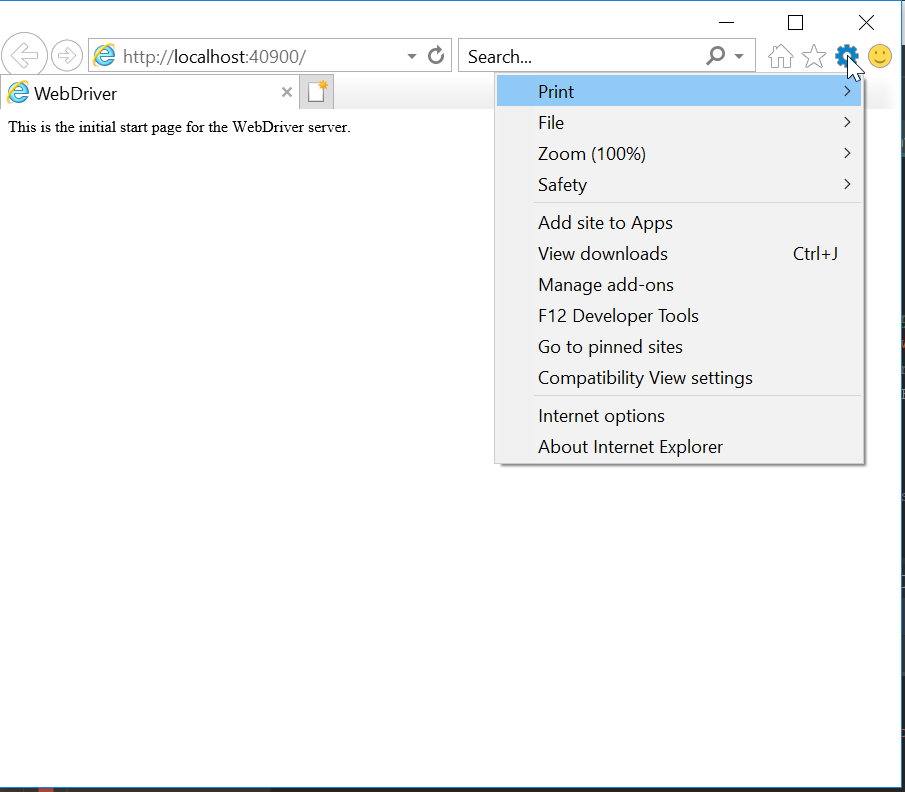 http://localhost:40900/
Search...
WebDriver
This is the initial start page for the WebDriver server.
Print
File
Zoom (100%)
Safety
Add site to Apps
View downloads Ctrl+J
Manage add-ons
F12 Developer Tools
Go to pinned sites
Compatibility View settings
Internet options
About Internet Explorer